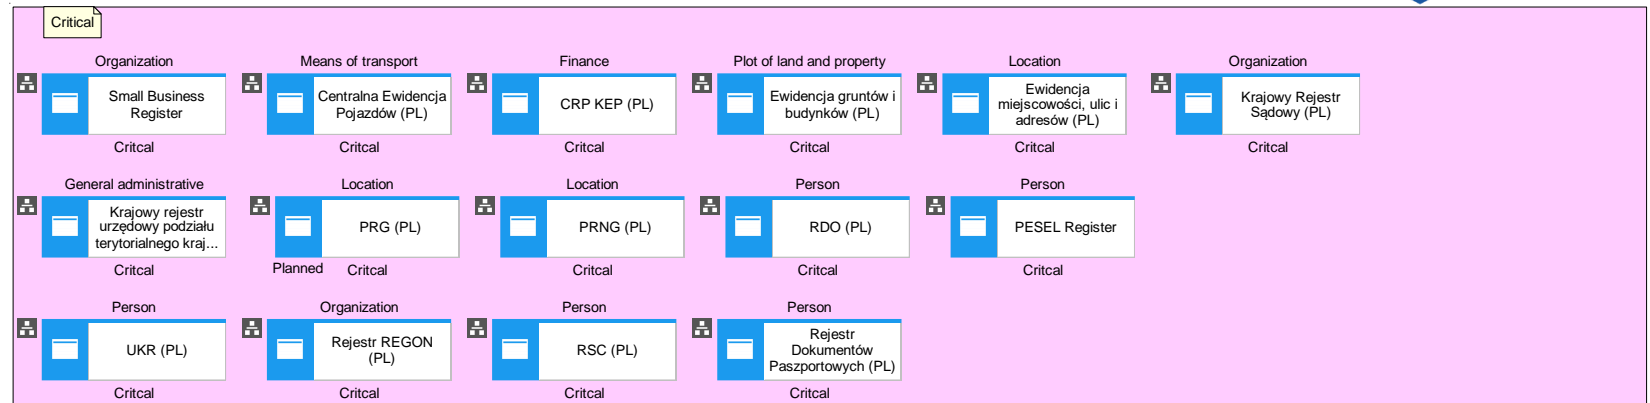 Critical
Organization
Means of transport
Finance
Plot of land and property
Location
Organization
Small Business
Register
Centralna Ewidencja
Pojazdów (PL)
CRP KEP (PL)
Ewidencja gruntów i
budynków (PL)
Ewidencja
miejscowości, ulic i
adresów (PL)
Krajowy Rejestr
Sądowy (PL)
Critcal
Critcal
Critcal
Critcal
Critcal
Critcal
General administrative
Location
Location
Person
Person
Krajowy rejestr
urzędowy podziału
terytorialnego kraj...
PRG (PL)
PRNG (PL)
RDO (PL)
PESEL Register
Critcal
Planned
Critcal
Critcal
Critcal
Critcal
Person
Organization
Person
Person
UKR (PL)
Rejestr REGON
(PL)
RSC (PL)
Rejestr
Dokumentów
Paszportowych (PL)
Critcal
Critcal
Critcal
Critcal